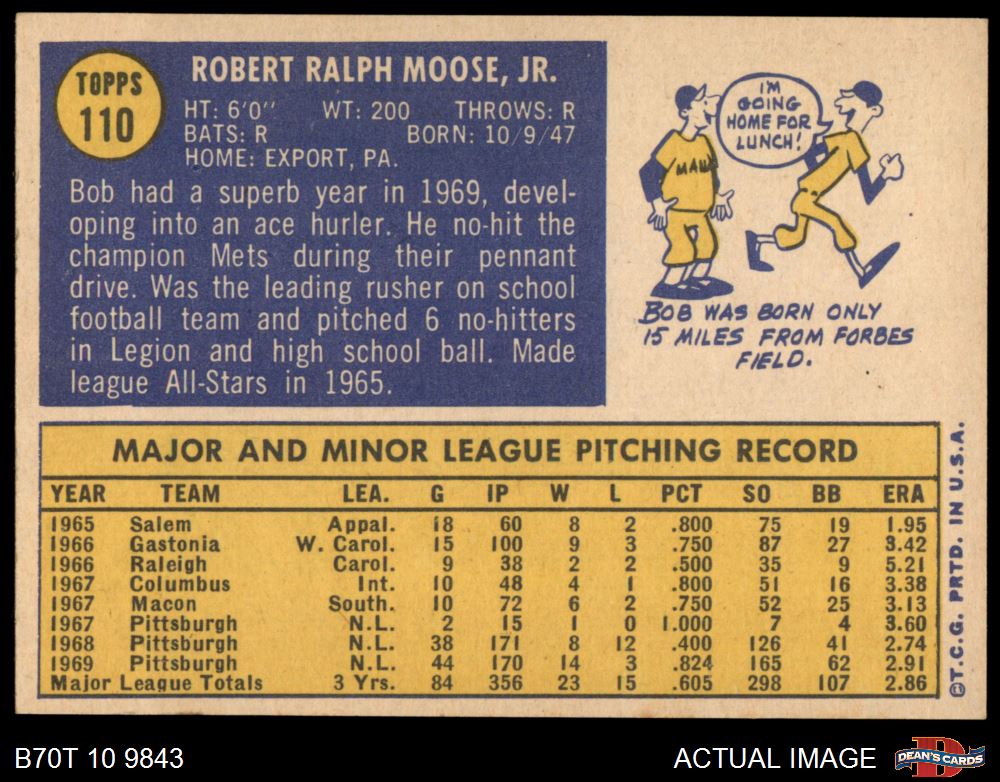 TOPPS
110
ROBERT RALPH MOOSE, JR.
HT: 6'0" WT: 200 THROWS: R
BATS: R BORN: 10/9/47
HOME: EXPORT, PA.
Bob had a superb year in 1969, devel-
oping into an ace hurler. He no-hit the
champion Mets during their pennant
drive. Was the leading rusher on school
football team and pitched 6 no-hitters
in Legion and high school ball. Made
league All-Stars in 1965.
I'M
GOING
HOME FOR
LUNCH!
BOB WAS BORN ONLY
15 MILES FROM FORBES
FIELD.
MAJOR AND MINOR LEAGUE PITCHING RECORD
YEAR TEAM LEA. G IP W L PCT SO BB ERA
1965 Salem Appal. 18 60 8 2 .800 75 19 1.95
1966 Gastonia W. Carol. 15 100 9 3 .750 87 27 3.42
1966 Raleigh Carol. 9 38 2 2 .500 35 9 5.21
1967 Columbus Int. 10 48 4 1 .800 51 16 3.38
1967 Macon South. 10 72 6 2 .750 52 25 3.13
1967 Pittsburgh N.L. 2 15 1 0 1.000 7 4 3.60
1968 Pittsburgh N.L. 38 171 8 12 .400 126 41 2.74
1969 Pittsburgh N.L. 44 170 14 3 .824 165 62 2.91
Major League Totals 3 Yrs. 84 356 23 15 .605 298 107 2.86
©T.C.G. PRTD. IN U.S.A.
B70T 10 9843
ACTUAL IMAGE
D
DEAN'S CARDS